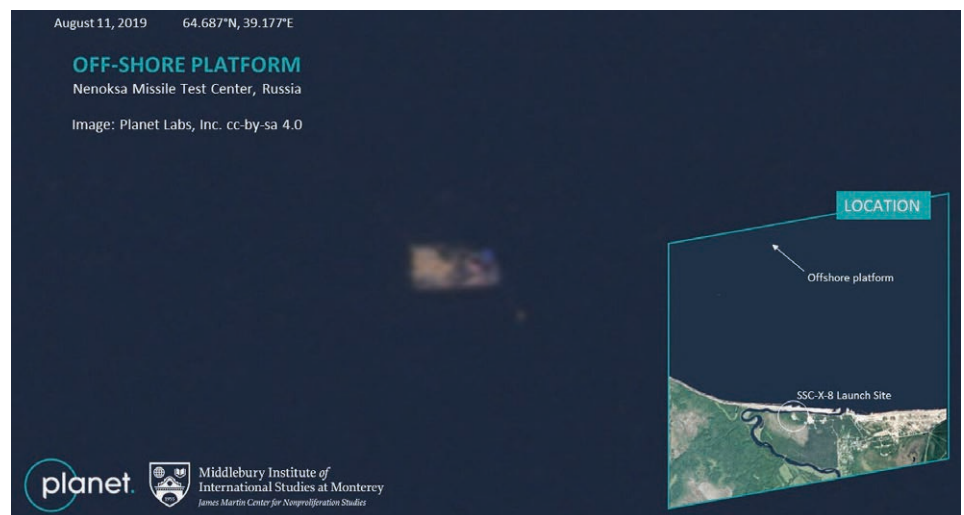 August 11, 2019 64.687°N, 39.177°E
OFF-SHORE PLATFORM
Nenoksa Missile Test Center, Russia
Image: Planet Labs, Inc. cc-by-sa 4.0
LOCATION
Offshore platform
SSC-X-8 Launch Site
planet.
Middlebury Institute of
International Studies at Monterey
James Martin Center for Nonproliferation Studies